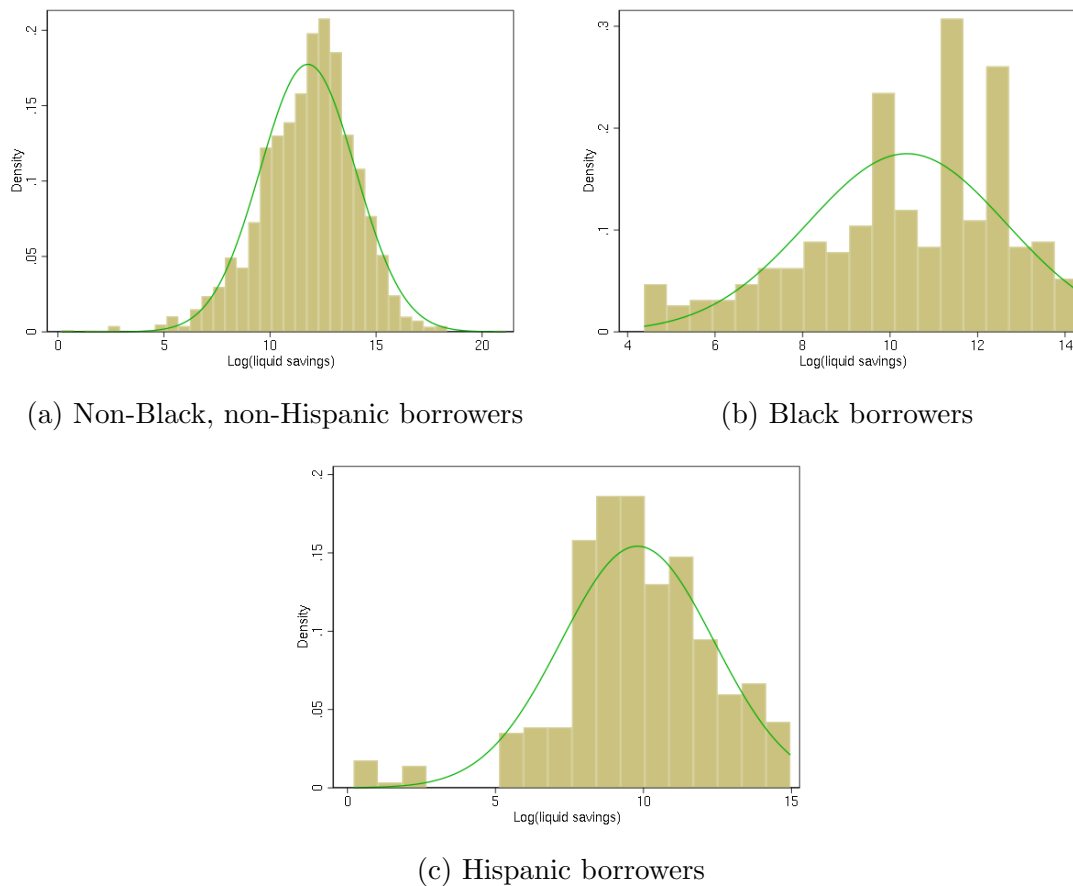 .2
.15
.1
.05
0
Density
0 5 10 15 20
Log(liquid savings)
(a) Non-Black, non-Hispanic borrowers
.3
.2
.1
0
Density
4 6 8 10 12 14
Log(liquid savings)
(b) Black borrowers
.2
.15
.1
.05
0
Density
0 5 10 15
Log(liquid savings)
(c) Hispanic borrowers